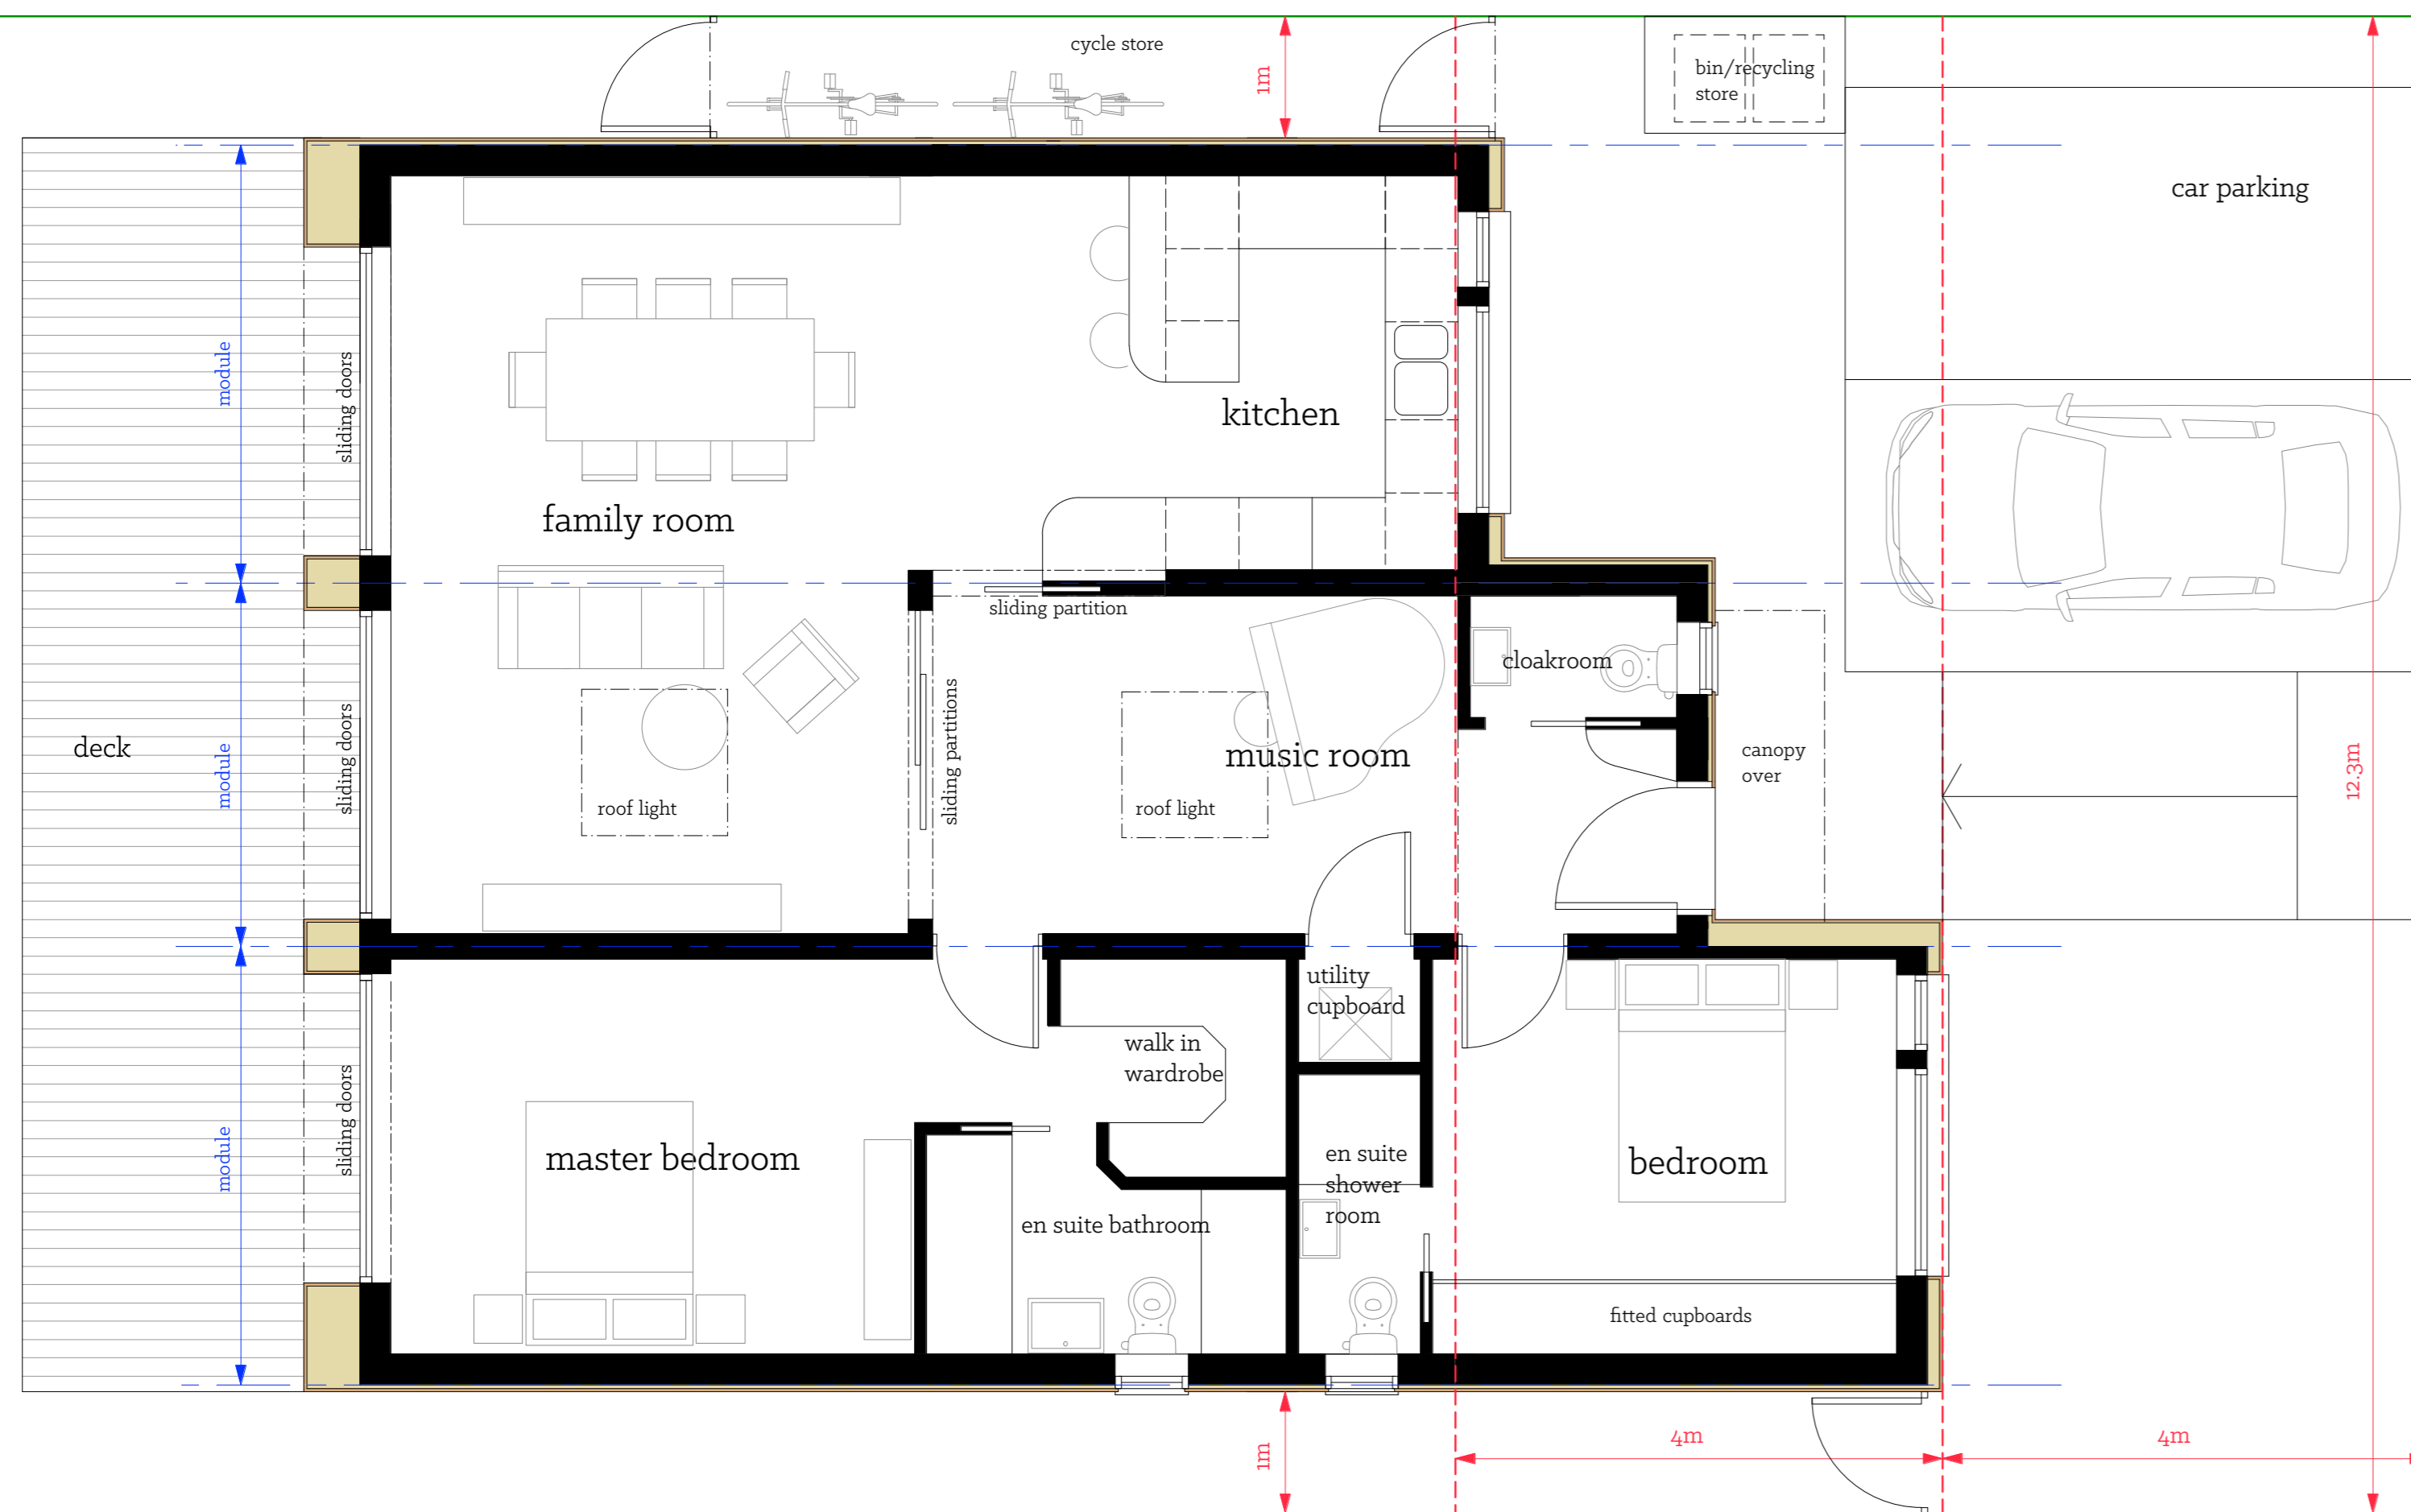 cycle store
1m
bin/recycling
store
car parking
module
sliding doors
kitchen
family room
sliding partition
cloakroom
deck
module
sliding doors
roof light
sliding partitions
roof light
music room
canopy
over
12.3m
utility
cupboard
walk in
wardrobe
module
sliding doors
master bedroom
en suite
shower
room
bedroom
en suite bathroom
fitted cupboards
1m
4m
4m